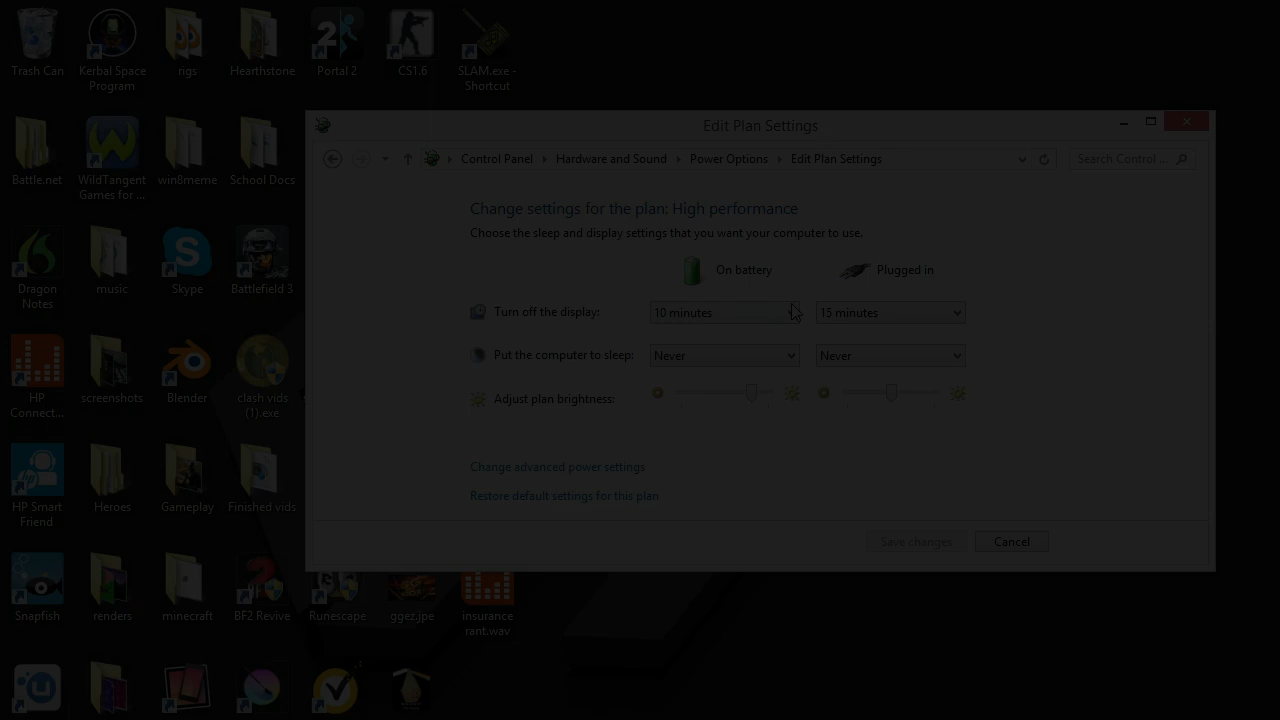 Trash Can
Kerbal Space
Program
rigs
Hearthstone
Portal 2
CS1.6
SLAM.exe -
Shortcut
Battle.net
WildTangent
Games for ...
win8meme
School Docs
Dragon
Notes
music
Skype
Battlefield 3
HP
Connect...
screenshots
Blender
clash vids
(1).exe
HP Smart
Friend
Heroes
Gameplay
Finished vids
Snapfish
renders
minecraft
BF2 Revive
Runescape
ggez.jpe
insurance
rant.wav
Edit Plan Settings
Control Panel
Hardware and Sound
Power Options
Edit Plan Settings
Search Control ...
Change settings for the plan: High performance
Choose the sleep and display settings that you want your computer to use.
On battery
Plugged in
Turn off the display:
10 minutes
15 minutes
Put the computer to sleep:
Never
Never
Adjust plan brightness:
Change advanced power settings
Restore default settings for this plan
Save changes
Cancel